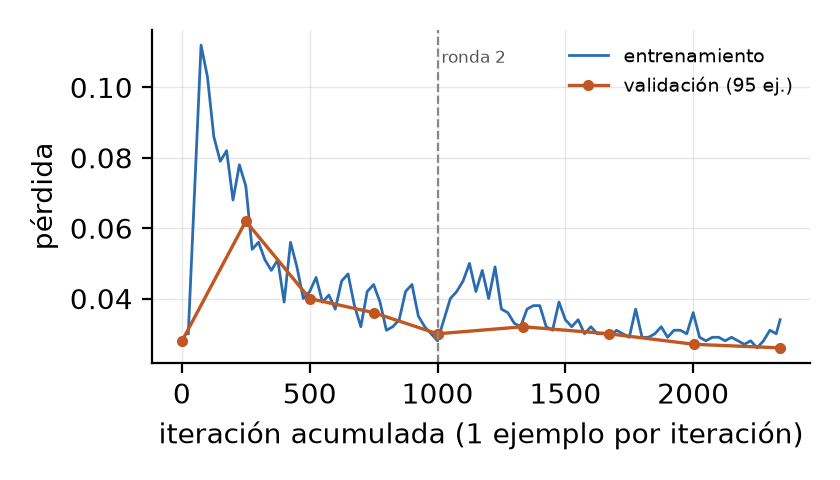 ronda 2
entrenamiento
validación (95 ej.)
pérdida
0.10
0.08
0.06
0.04
0
500
1000
1500
2000
iteración acumulada (1 ejemplo por iteración)